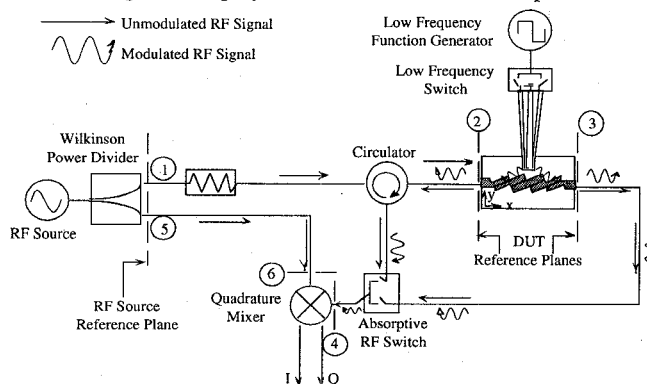 Unmodulated RF Signal
Modulated RF Signal
Low Frequency
Function Generator
Low Frequency
Switch
Wilkinson
Power Divider
1
Circulator
2
3
RF Source
5
y
x
DUT
Reference Planes
RF Source
Reference Plane
6
Quadrature
Mixer
4
Absorptive
RF Switch
I
Q